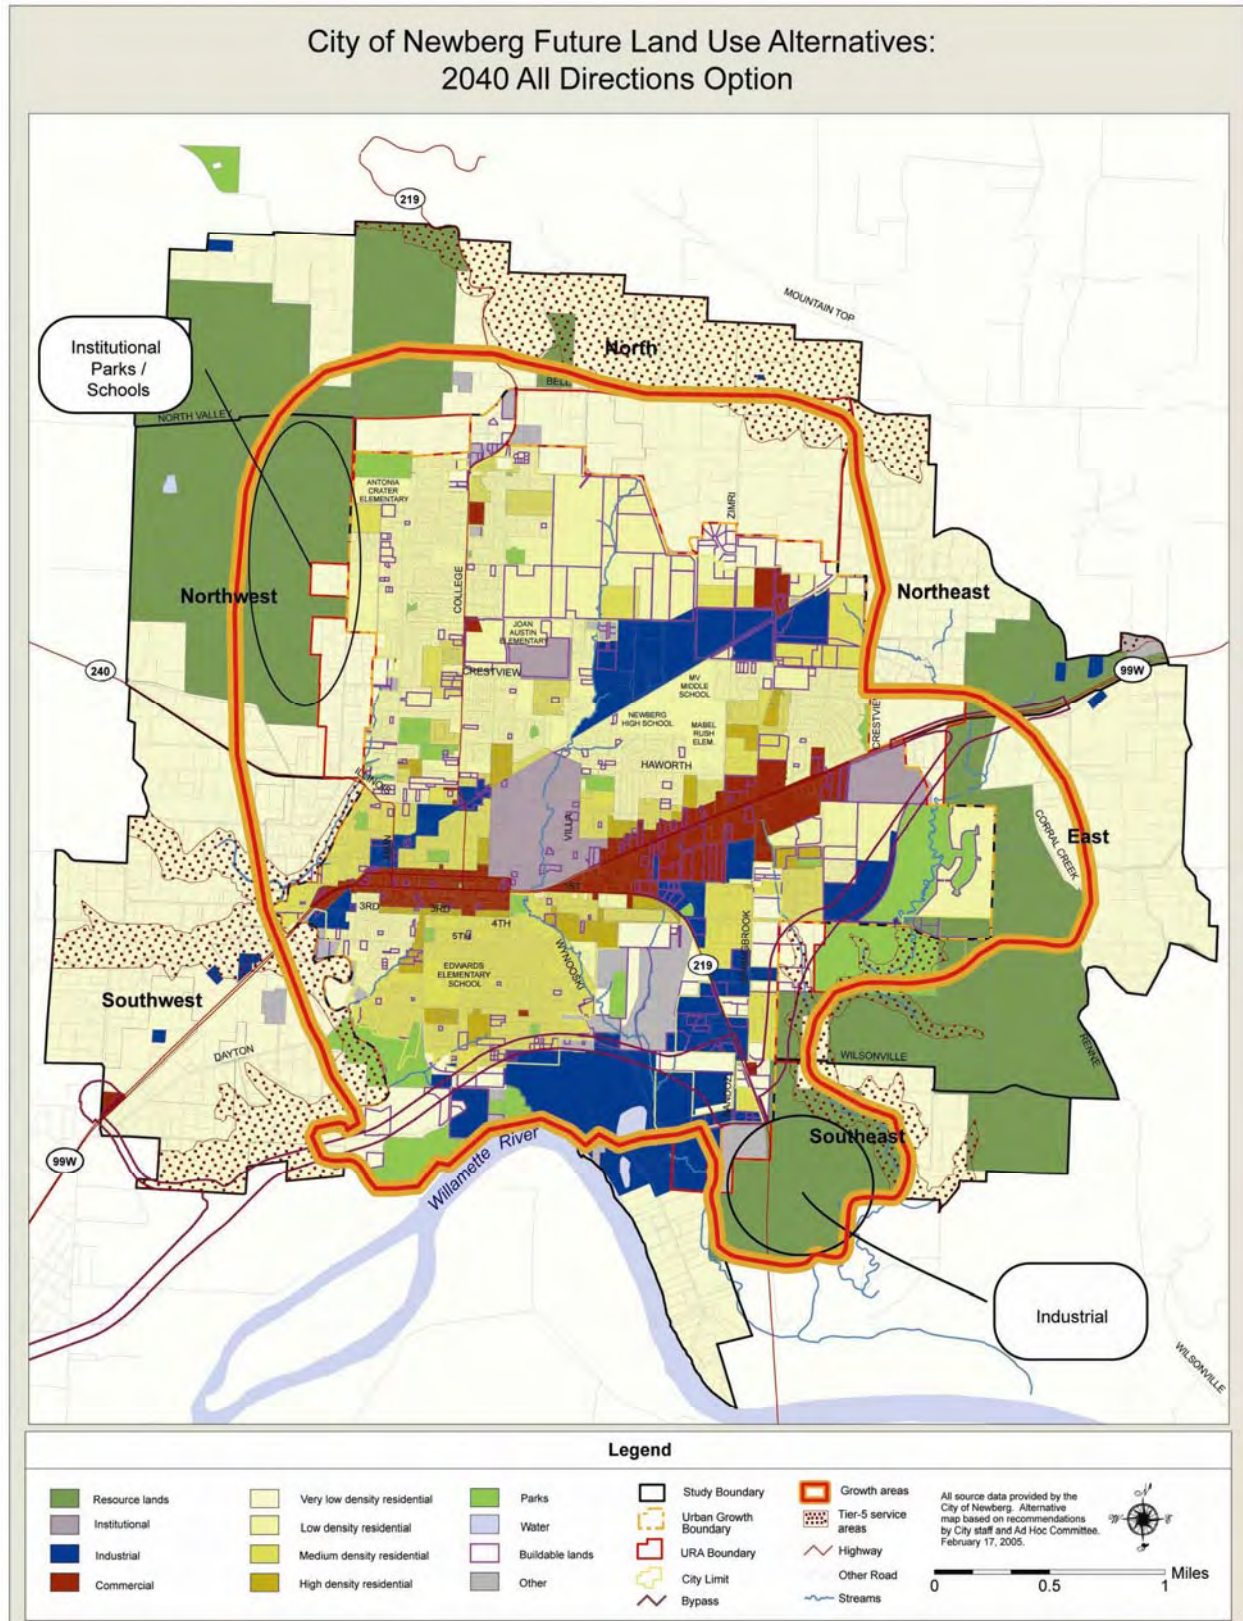 City of Newberg Future Land Use Alternatives:
2040 All Directions Option
219
MOUNTAIN TOP
Institutional
Parks /
Schools
North
BELL
NORTH VALLEY
ANTONIA
CRATER
ELEMENTARY
ZIMRI
COLLEGE
Northwest
Northeast
JOAN
AUSTIN
ELEMENTARY
240
CRESTVIEW
99W
MV
MIDDLE
SCHOOL
NEWBERG
HIGH SCHOOL
MABEL
RUSH
ELEM.
CRESTVIEW
HAWORTH
ILLINOIS
MAIN
VILLA
CORRAL CREEK
East
1ST
3RD
3RD
4TH
5TH
WYNOOSKI
EDWARDS
ELEMENTARY
SCHOOL
219
Southwest
DAYTON
WILSONVILLE
RENNE
Southeast
99W
Willamette River
Industrial
WILSONVILLE
Legend
Resource lands
Institutional
Industrial
Commercial
Very low density residential
Low density residential
Medium density residential
High density residential
Parks
Water
Buildable lands
Other
Study Boundary
Urban Growth
Boundary
URA Boundary
City Limit
Bypass
Growth areas
Tier-5 service
areas
Highway
Other Road
Streams
All source data provided by the
City of Newberg. Alternative
map based on recommendations
by City staff and Ad Hoc Committee.
February 17, 2005.
N
W
E
S
0
0.5
1
Miles